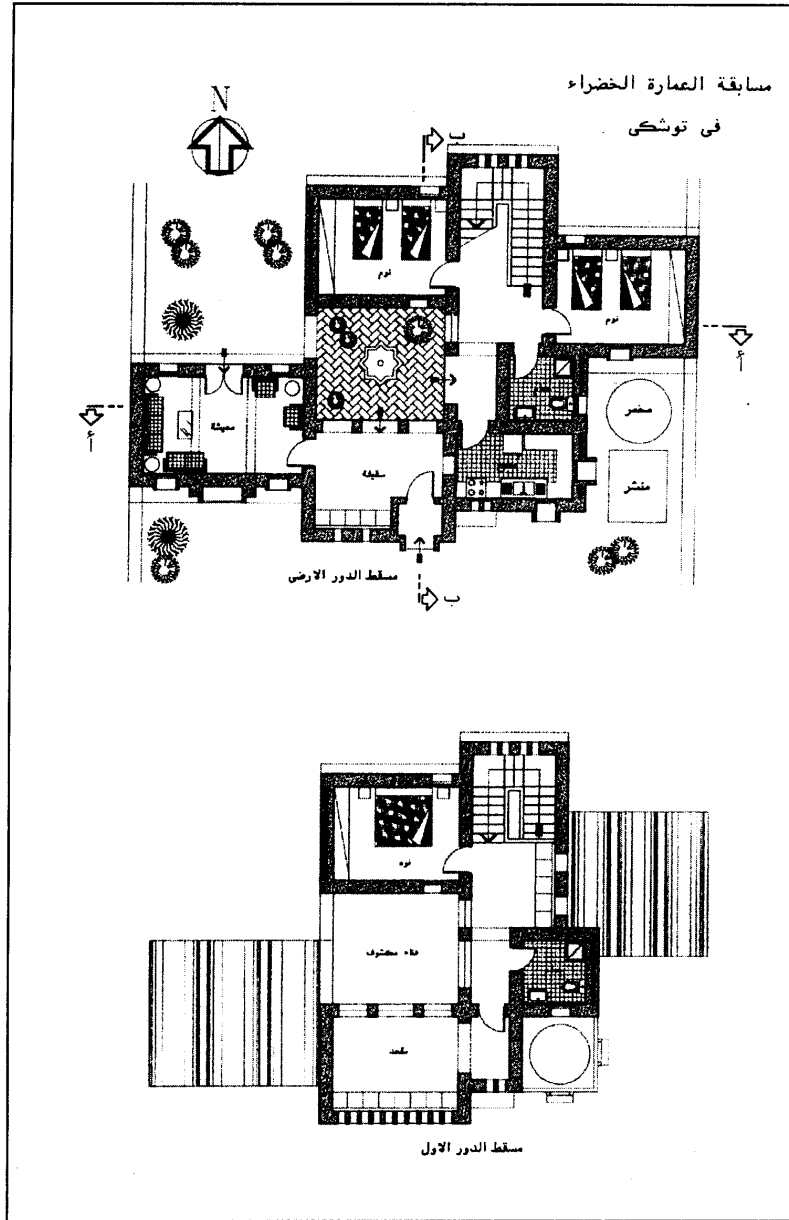 مسابقة العمارة الخضراء
فى توشكى
N
ب
نوم
نوم
أ
أ
معيشة
سقيفة
منشر
مسقط الدور الارضى
ب
نوم
فناء مكشوف
مقعد
مسقط الدور الاول